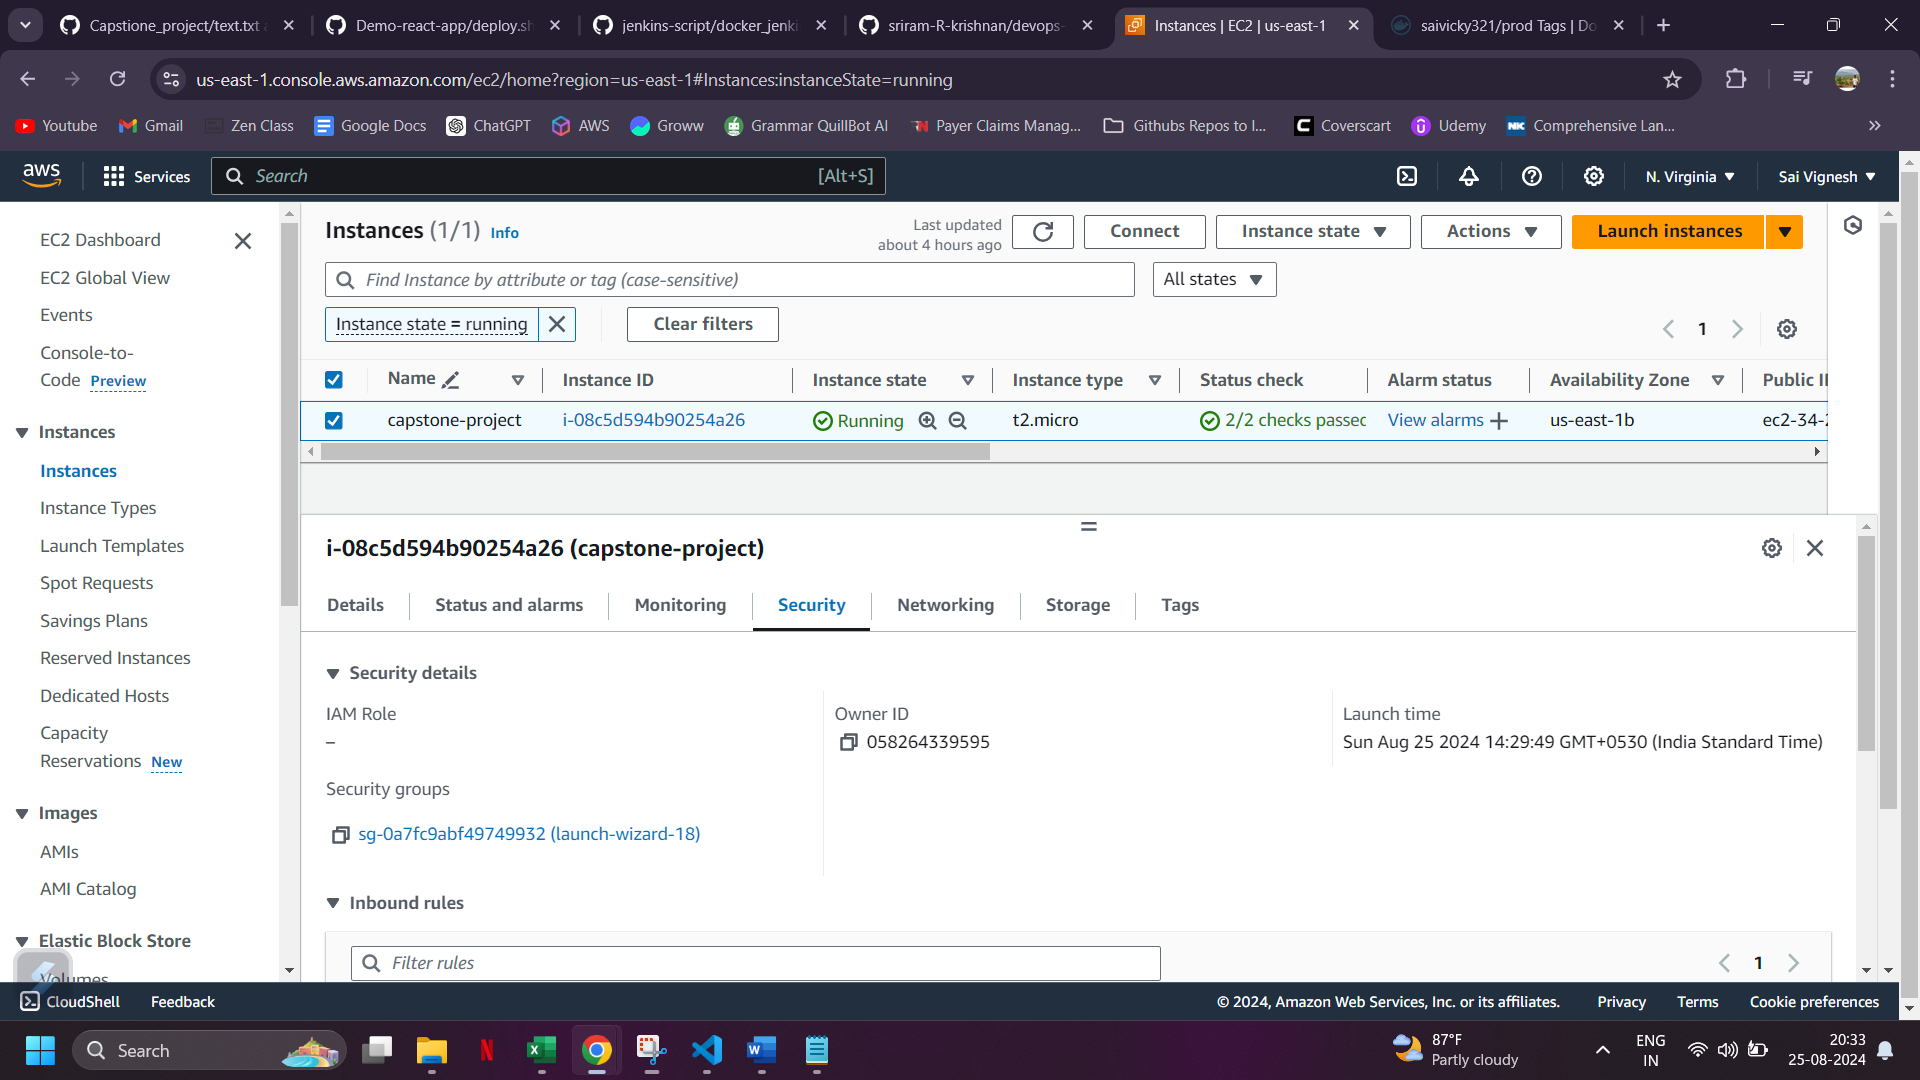 Capstione_project/text.txt a
Demo-react-app/deploy.sh
jenkins-script/docker_jenki
sriram-R-krishnan/devops-
Instances | EC2 | us-east-1
saivicky321/prod Tags | Do
us-east-1.console.aws.amazon.com/ec2/home?region=us-east-1#Instances:instanceState=running
Youtube
Gmail
Zen Class
Google Docs
ChatGPT
AWS
Groww
Grammar QuillBot AI
Payer Claims Manag...
Githubs Repos to I...
Coverscart
Udemy
Comprehensive Lan...
aws
Services
Search
[Alt+S]
N. Virginia
Sai Vignesh
EC2 Dashboard
EC2 Global View
Events
Console-to-
Code Preview
Instances
Instances
Instance Types
Launch Templates
Spot Requests
Savings Plans
Reserved Instances
Dedicated Hosts
Capacity
Reservations New
Images
AMIs
AMI Catalog
Elastic Block Store
Volumes
Instances (1/1) Info
Last updated
about 4 hours ago
Connect
Instance state
Actions
Launch instances
Find Instance by attribute or tag (case-sensitive)
All states
Instance state = running
Clear filters
1
Name
Instance ID
Instance state
Instance type
Status check
Alarm status
Availability Zone
Public I
capstone-project
i-08c5d594b90254a26
Running
t2.micro
2/2 checks passec
View alarms
us-east-1b
ec2-34-2
i-08c5d594b90254a26 (capstone-project)
Details
Status and alarms
Monitoring
Security
Networking
Storage
Tags
Security details
IAM Role
–
Owner ID
058264339595
Launch time
Sun Aug 25 2024 14:29:49 GMT+0530 (India Standard Time)
Security groups
sg-0a7fc9abf49749932 (launch-wizard-18)
Inbound rules
Filter rules
1
CloudShell
Feedback
© 2024, Amazon Web Services, Inc. or its affiliates.
Privacy
Terms
Cookie preferences
Search
87°F
Partly cloudy
ENG
IN
20:33
25-08-2024